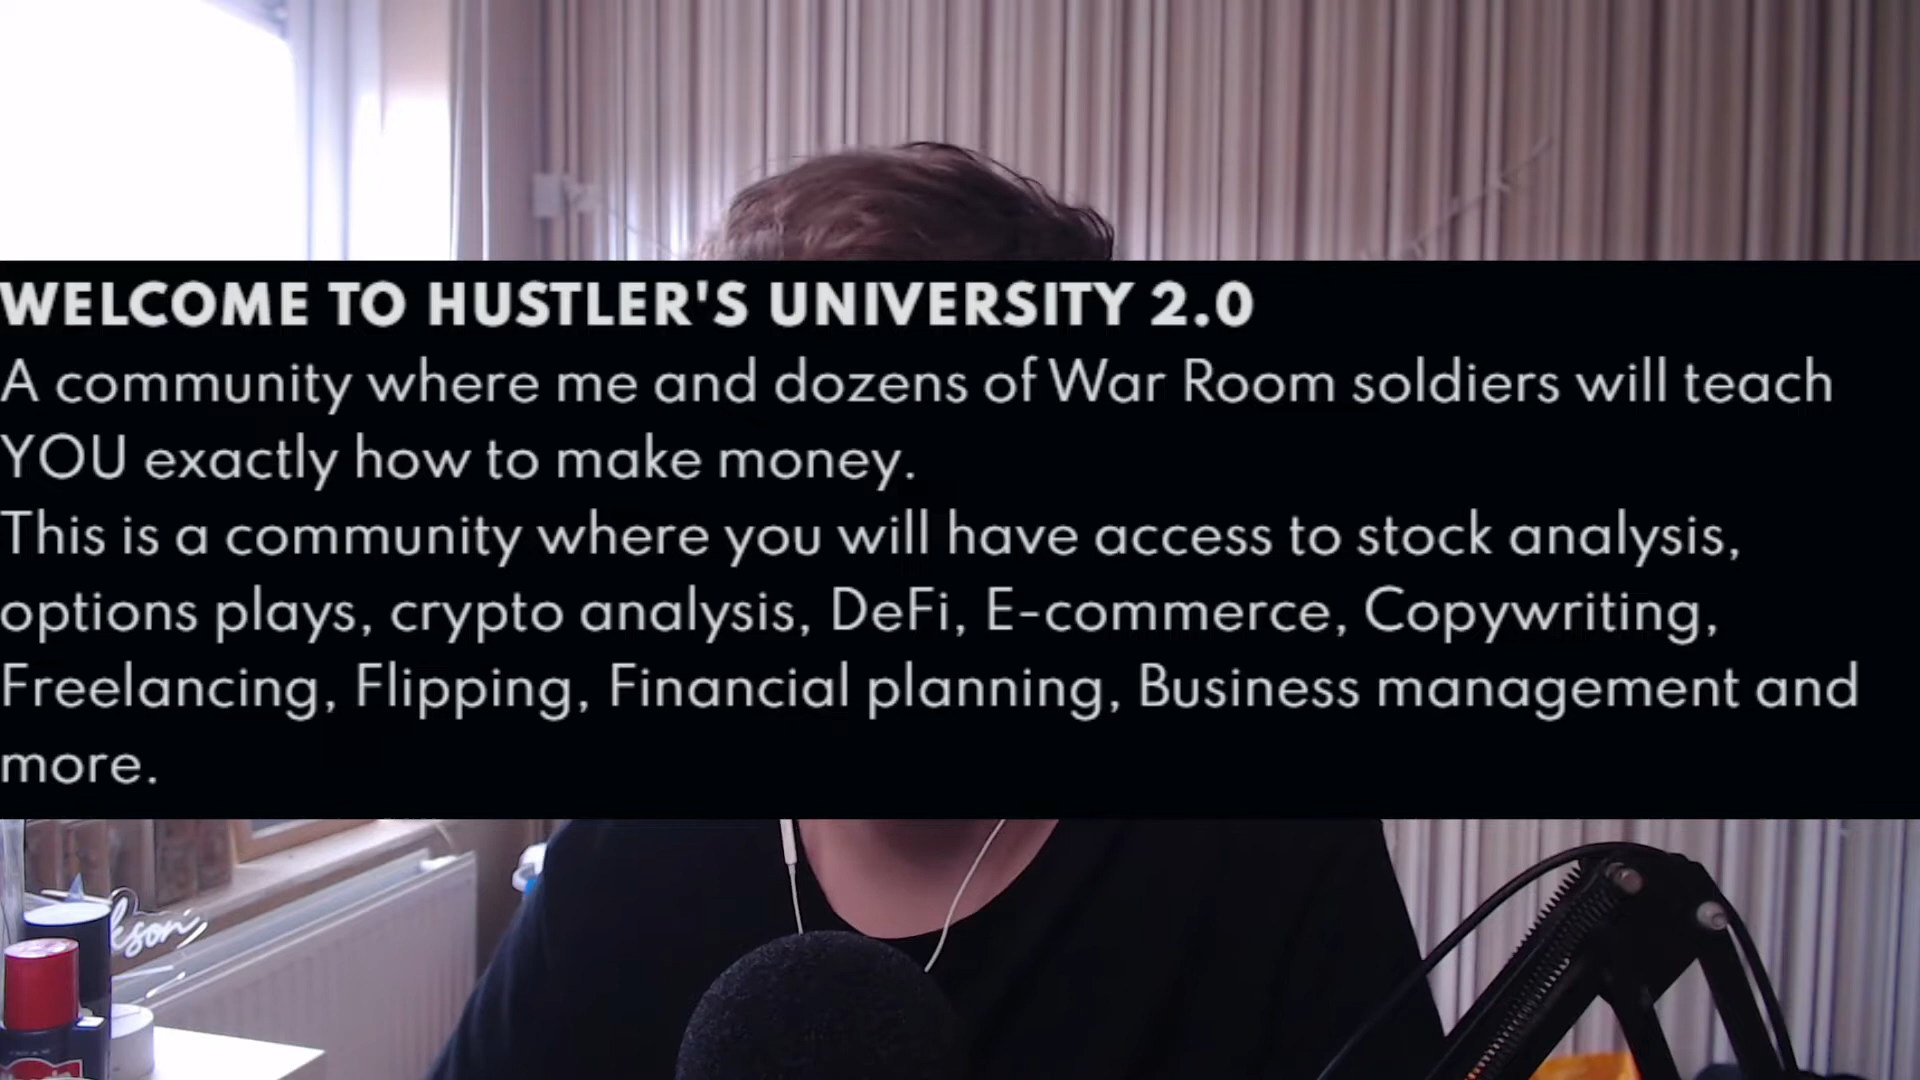 WELCOME TO HUSTLER'S UNIVERSITY 2.0
A community where me and dozens of War Room soldiers will teach
YOU exactly how to make money.
This is a community where you will have access to stock analysis,
options plays, crypto analysis, DeFi, E-commerce, Copywriting,
Freelancing, Flipping, Financial planning, Business management and
more.
kson